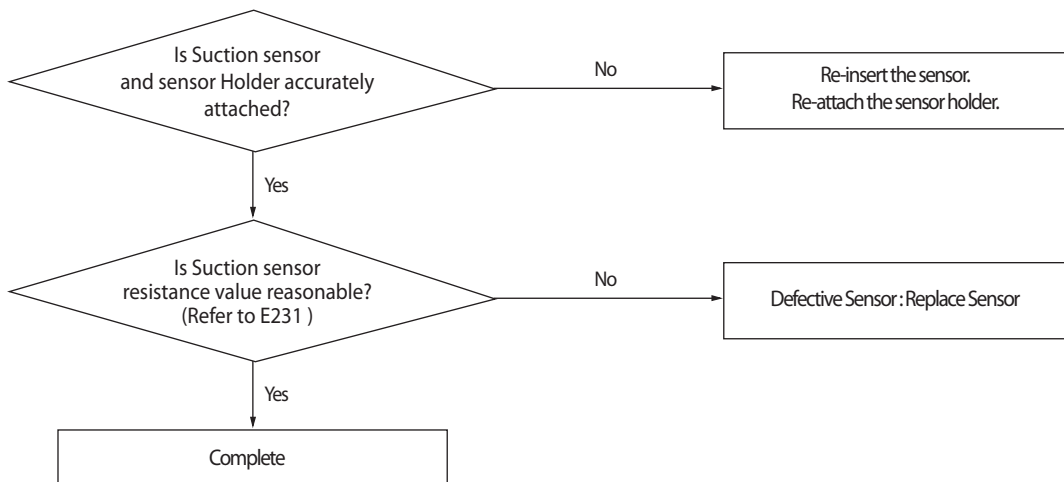 Is Suction sensor
and sensor Holder accurately
attached?
No
Re-insert the sensor.
Re-attach the sensor holder.
Yes
Is Suction sensor
resistance value reasonable?
(Refer to E231 )
No
Defective Sensor : Replace Sensor
Yes
Complete